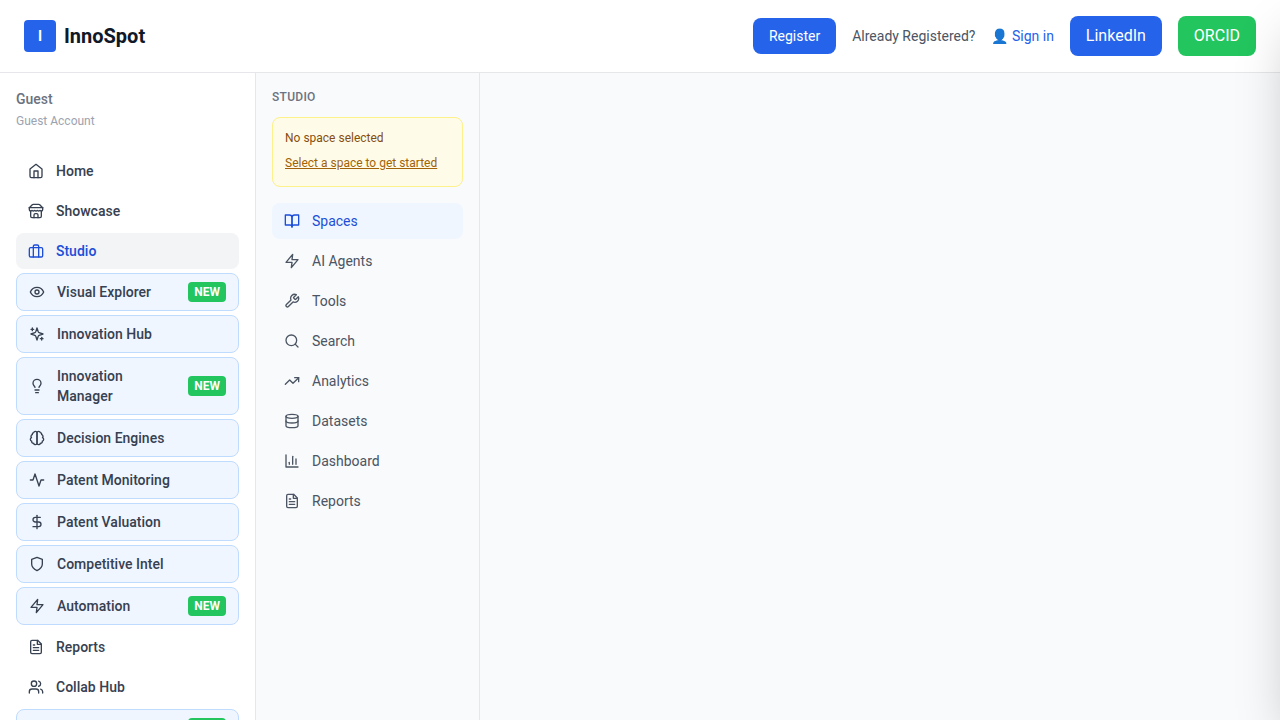 I InnoSpot
Register Already Registered? Sign in LinkedIn ORCID
Guest
Guest Account
Home
Showcase
Studio
Visual Explorer NEW
Innovation Hub
Innovation
Manager NEW
Decision Engines
Patent Monitoring
Patent Valuation
Competitive Intel
Automation NEW
Reports
Collab Hub
STUDIO
No space selected
Select a space to get started
Spaces
AI Agents
Tools
Search
Analytics
Datasets
Dashboard
Reports